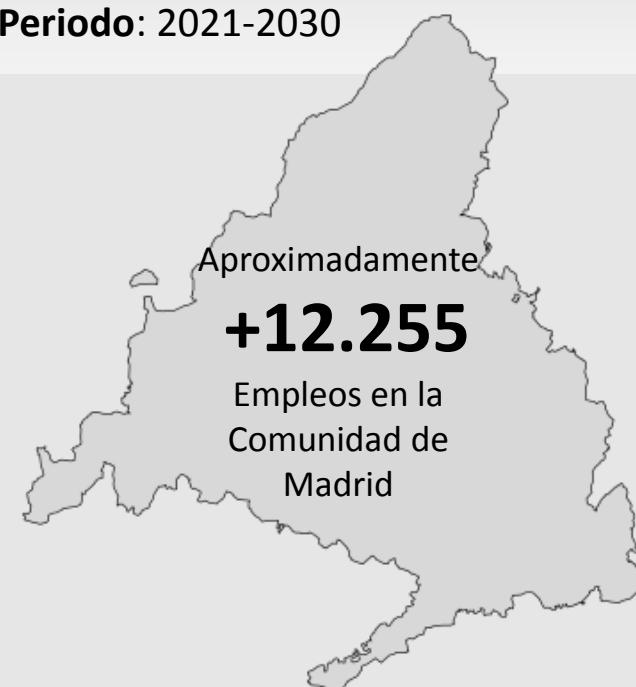 Periodo: 2021-2030
Aproximadamente
+12.255
Empleos en la
Comunidad de
Madrid